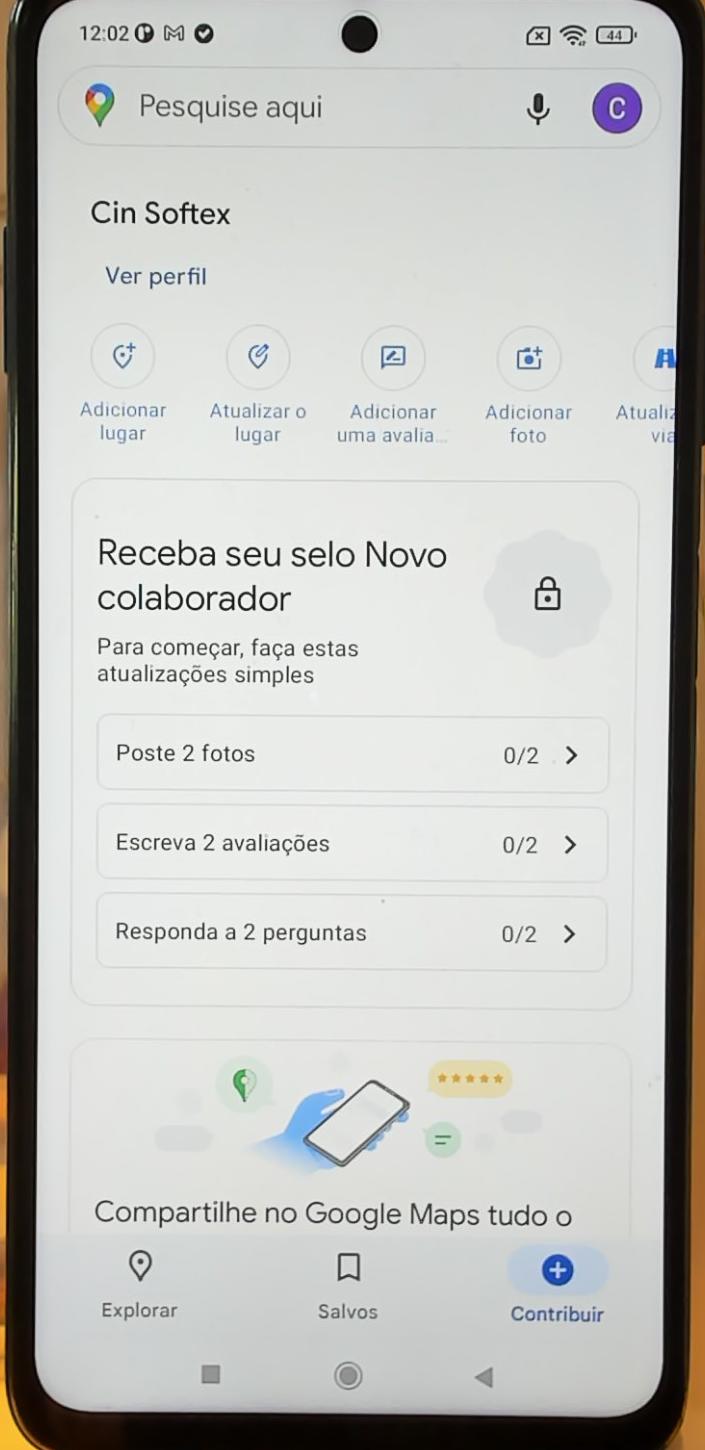 12:02
44
Pesquise aqui
C
Cin Softex
Ver perfil
Adicionar
lugar
Atualizar o
lugar
Adicionar
uma avalia...
Adicionar
foto
Atualiz
via
Receba seu selo Novo
colaborador
Para começar, faça estas
atualizações simples
Poste 2 fotos 0/2
Escreva 2 avaliações 0/2
Responda a 2 perguntas 0/2
Compartilhe no Google Maps tudo o
Explorar
Salvos
Contribuir